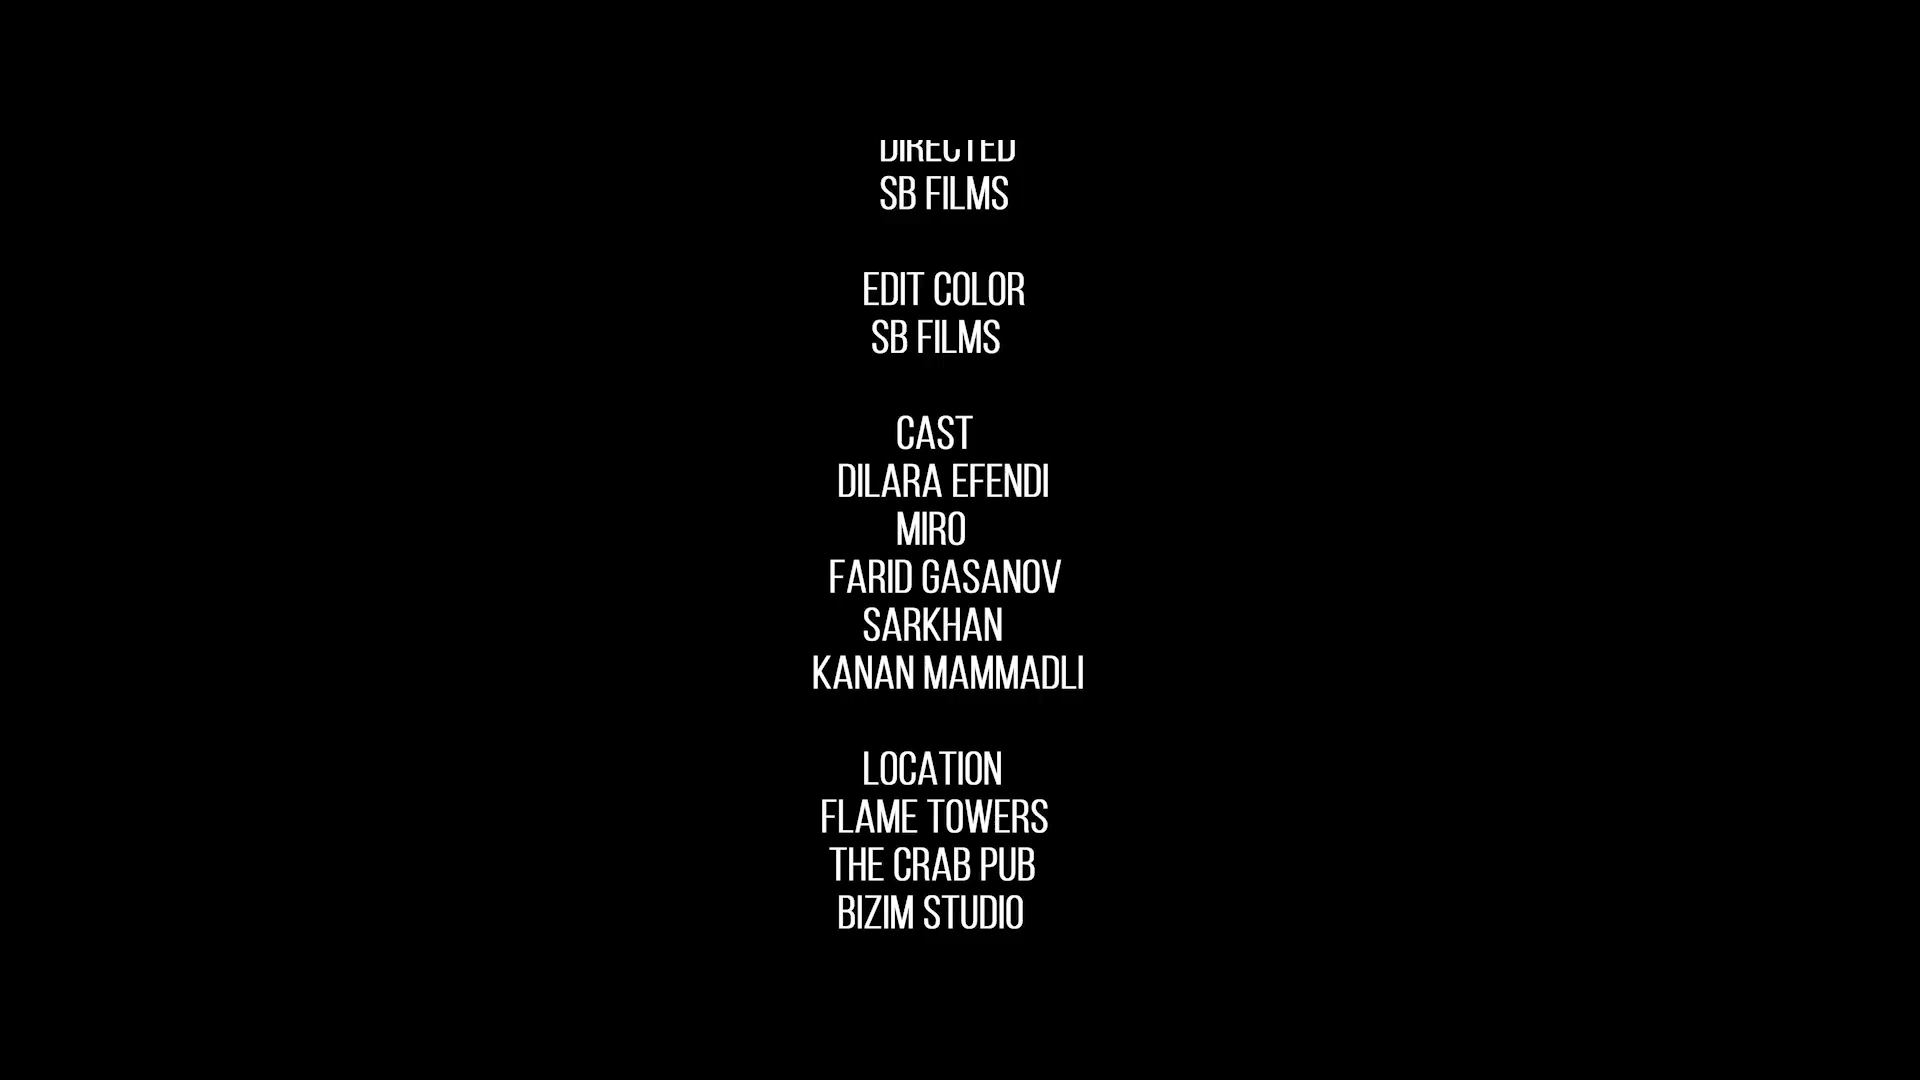 DIRECTED
SB FILMS
EDIT COLOR
SB FILMS
CAST
DILARA EFENDI
MIRO
FARID GASANOV
SARKHAN
KANAN MAMMADLI
LOCATION
FLAME TOWERS
THE CRAB PUB
BIZIM STUDIO